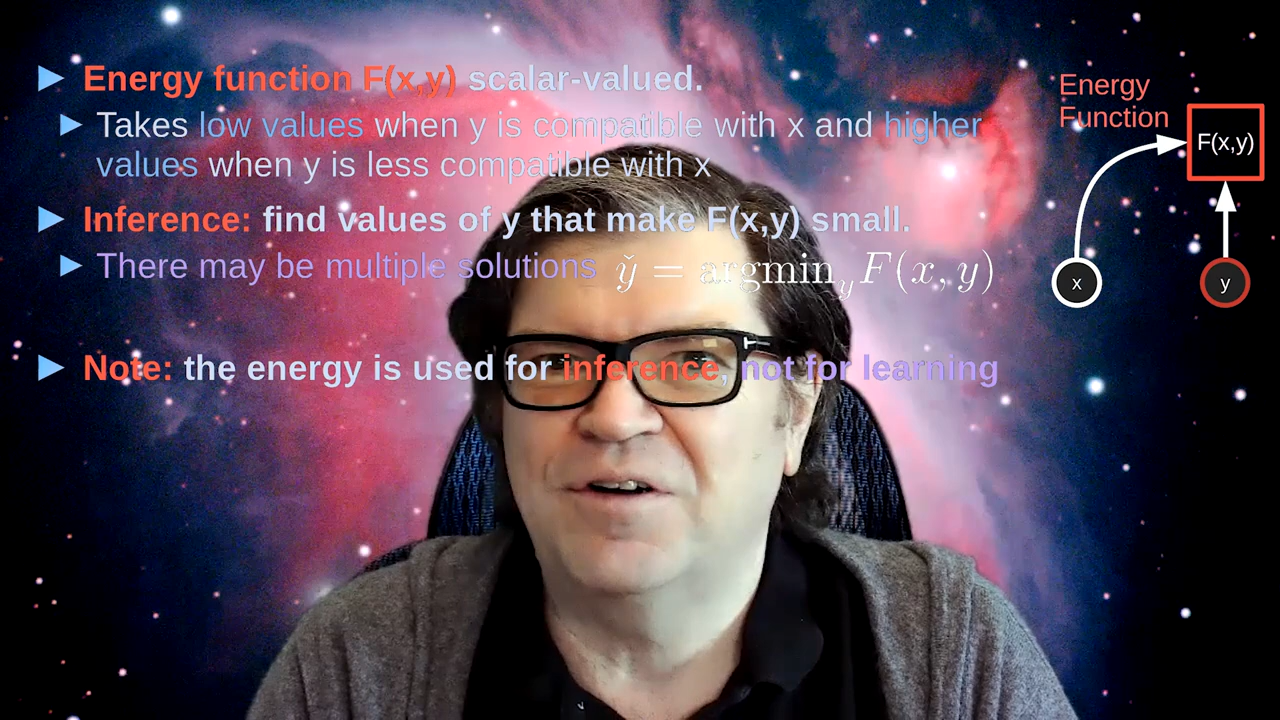 Energy function F(x,y) scalar-valued.
Takes low values when y is compatible with x and higher
values when y is less compatible with x
Inference: find values of y that make F(x,y) small.
There may be multiple solutions y̌ = argmin_y F(x, y)
Note: the energy is used for inference, not for learning
Energy
Function
F(x,y)
x
y